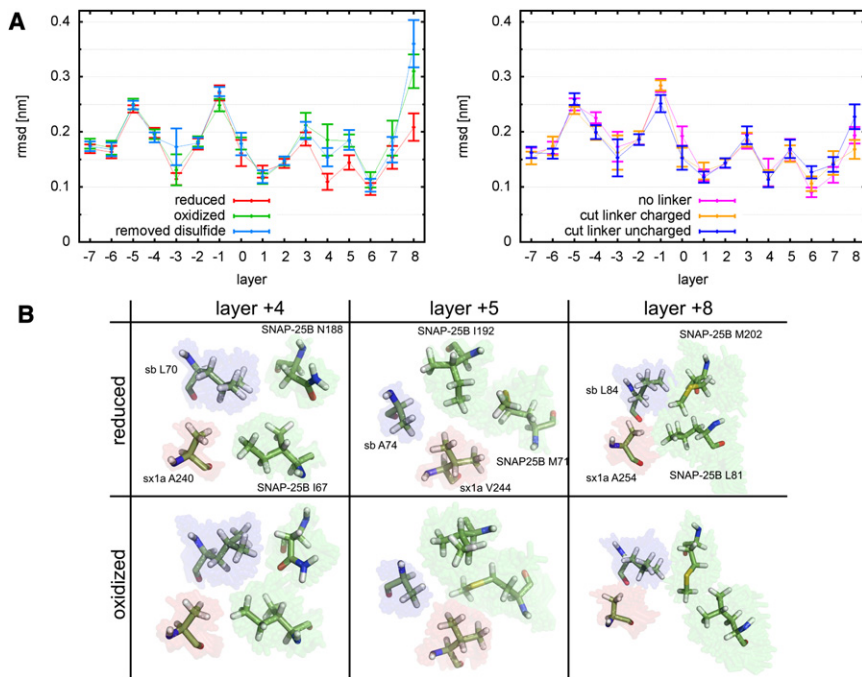 A
0.4
0.3
0.2
0.1
0
rmsd [nm]
reduced
oxidized
removed disulfide
-7 -6 -5 -4 -3 -2 -1 0 1 2 3 4 5 6 7 8
layer
0.4
0.3
0.2
0.1
0
rmsd [nm]
no linker
cut linker charged
cut linker uncharged
-7 -6 -5 -4 -3 -2 -1 0 1 2 3 4 5 6 7 8
layer
B
layer +4
layer +5
layer +8
reduced
SNAP-25B N188
sb L70
sx1a A240
SNAP-25B I67
SNAP-25B I192
sb A74
SNAP25B M71
sx1a V244
SNAP-25B M202
sb L84
sx1a A254
SNAP-25B L81
oxidized